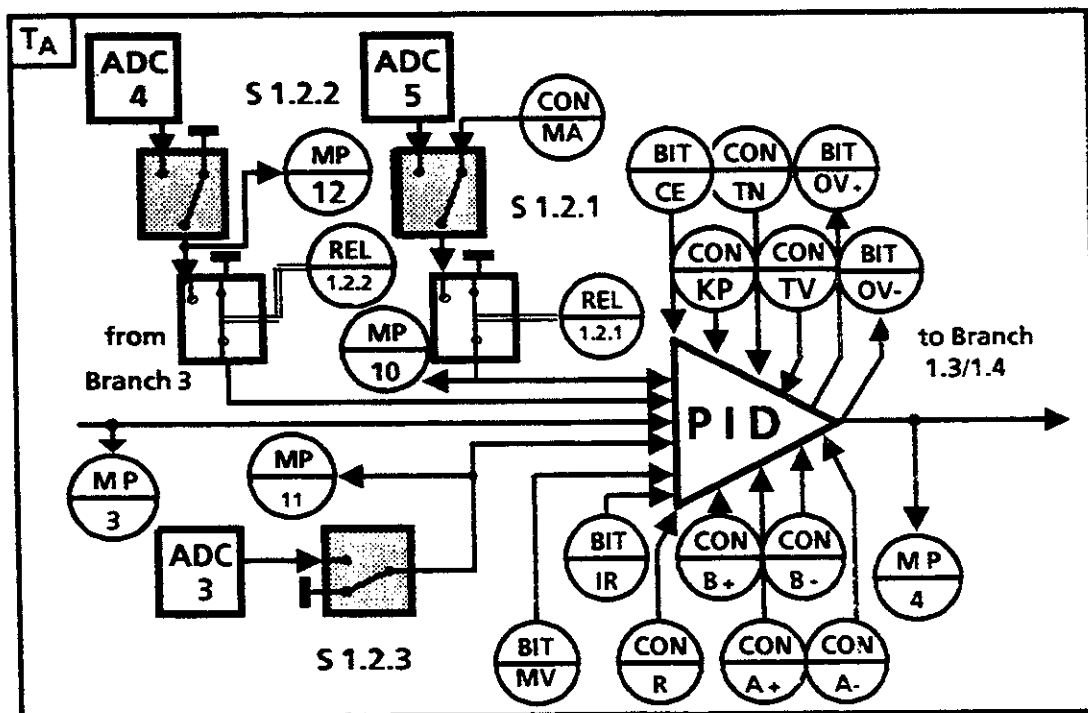 TA
ADC
4
S 1.2.2
ADC
5
CON
MA
MP
12
S 1.2.1
BIT
CE
CON
TN
BIT
OV+
REL
1.2.2
CON
KP
CON
TV
BIT
OV-
from
Branch 3
MP
10
REL
1.2.1
to Branch
1.3/1.4
PID
MP
3
MP
11
ADC
3
S 1.2.3
BIT
IR
CON
B+
CON
B-
MP
4
BIT
MV
CON
R
CON
A+
CON
A-